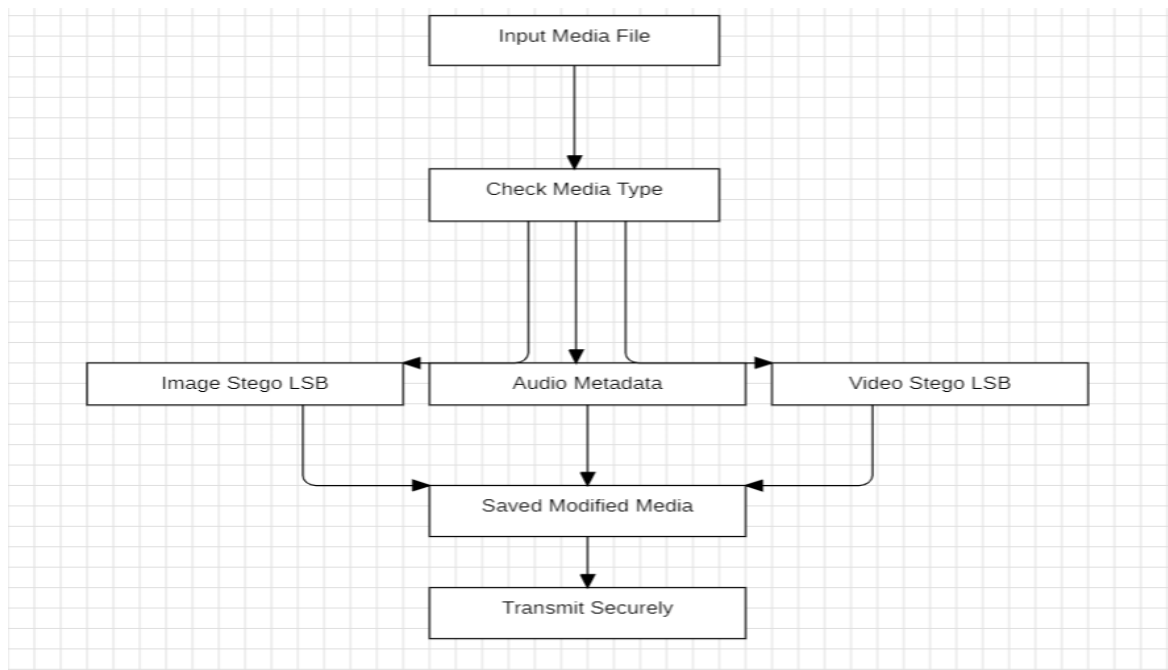 Input Media File
Check Media Type
Image Stego LSB
Audio Metadata
Video Stego LSB
Saved Modified Media
Transmit Securely